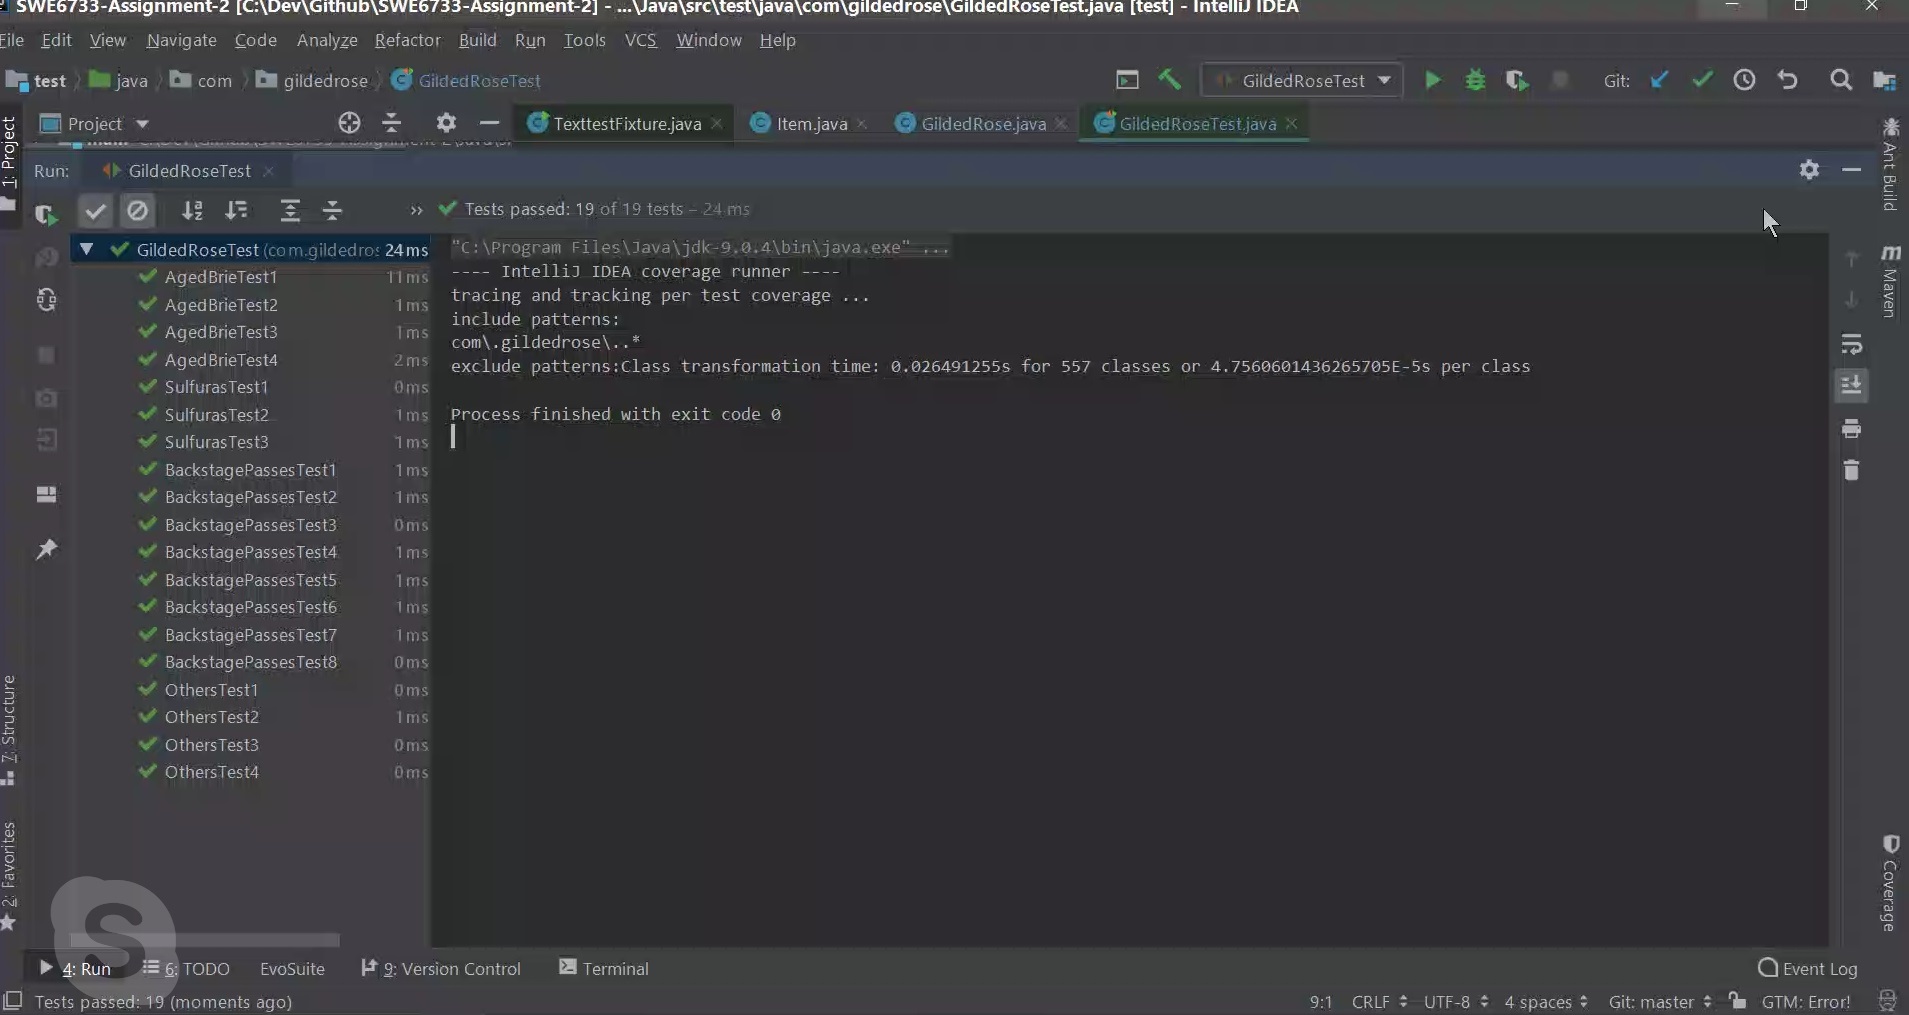 SWE6733-Assignment-2 [C:\Dev\Github\SWE6733-Assignment-2] - ...\Java\src\test\java\com\gildedrose\GildedRoseTest.java [test] - IntelliJ IDEA
File Edit View Navigate Code Analyze Refactor Build Run Tools VCS Window Help
test java com gildedrose GildedRoseTest GildedRoseTest Git:
Project TexttestFixture.java Item.java GildedRose.java GildedRoseTest.java
1: Project
Ant Build
Run: GildedRoseTest
» Tests passed: 19 of 19 tests – 24 ms
GildedRoseTest (com.gildedros 24 ms
AgedBrieTest1 11 ms
AgedBrieTest2 1 ms
AgedBrieTest3 1 ms
AgedBrieTest4 2 ms
SulfurasTest1 0 ms
SulfurasTest2 1 ms
SulfurasTest3 1 ms
BackstagePassesTest1 1 ms
BackstagePassesTest2 1 ms
BackstagePassesTest3 0 ms
BackstagePassesTest4 1 ms
BackstagePassesTest5 1 ms
BackstagePassesTest6 1 ms
BackstagePassesTest7 1 ms
BackstagePassesTest8 0 ms
OthersTest1 0 ms
OthersTest2 1 ms
OthersTest3 0 ms
OthersTest4 0 ms
"C:\Program Files\Java\jdk-9.0.4\bin\java.exe" ...
---- IntelliJ IDEA coverage runner ----
tracing and tracking per test coverage ...
include patterns:
com\.gildedrose\..*
exclude patterns:Class transformation time: 0.026491255s for 557 classes or 4.7560601436265705E-5s per class
Process finished with exit code 0
m Maven
Coverage
7: Structure
2: Favorites
4: Run 6: TODO EvoSuite 9: Version Control Terminal Event Log
Tests passed: 19 (moments ago) 9:1 CRLF UTF-8 4 spaces Git: master GTM: Error!